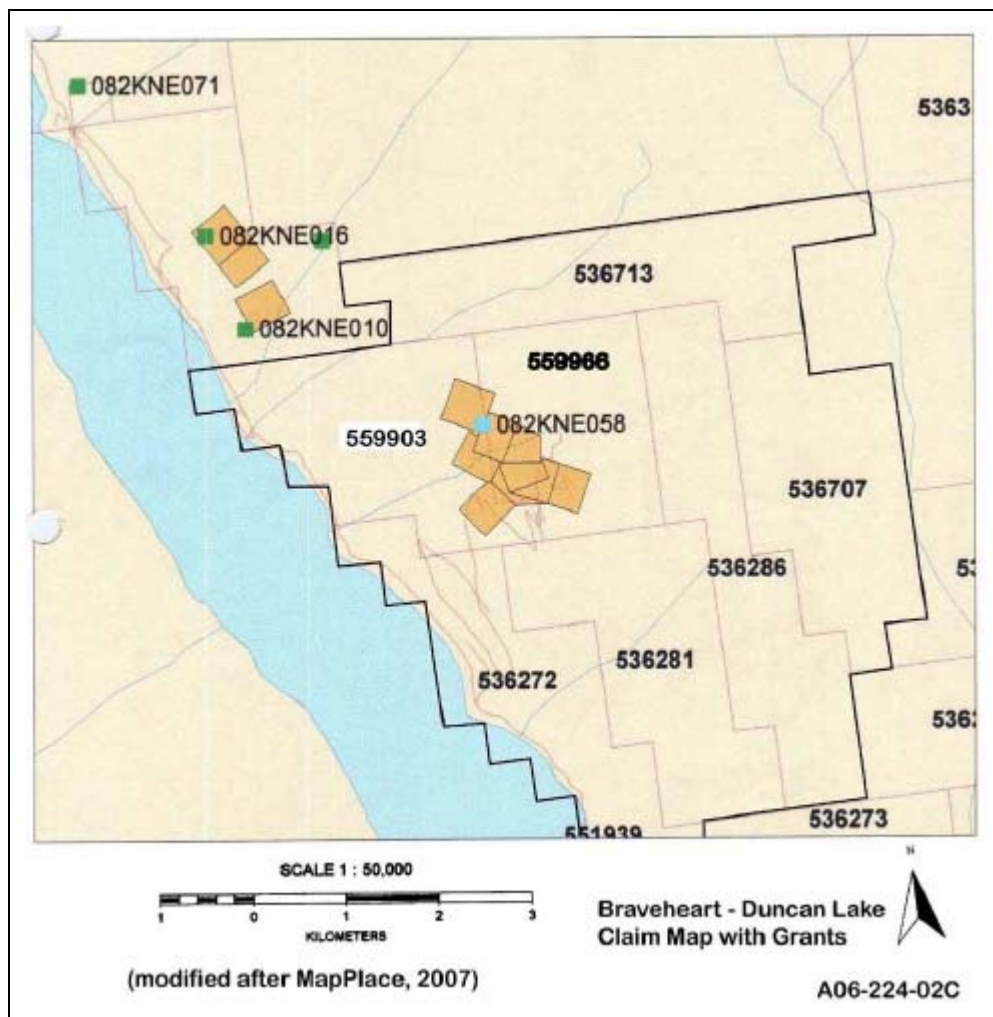 082KNE071
5363
082KNE016
536713
082KNE010
559966
082KNE058
559903
536707
536286
536281
536272
5363
536273
551939
SCALE 1 : 50,000
1 0 1 2 3
KILOMETERS
N
Braveheart - Duncan Lake
Claim Map with Grants
(modified after MapPlace, 2007)
A06-224-02C